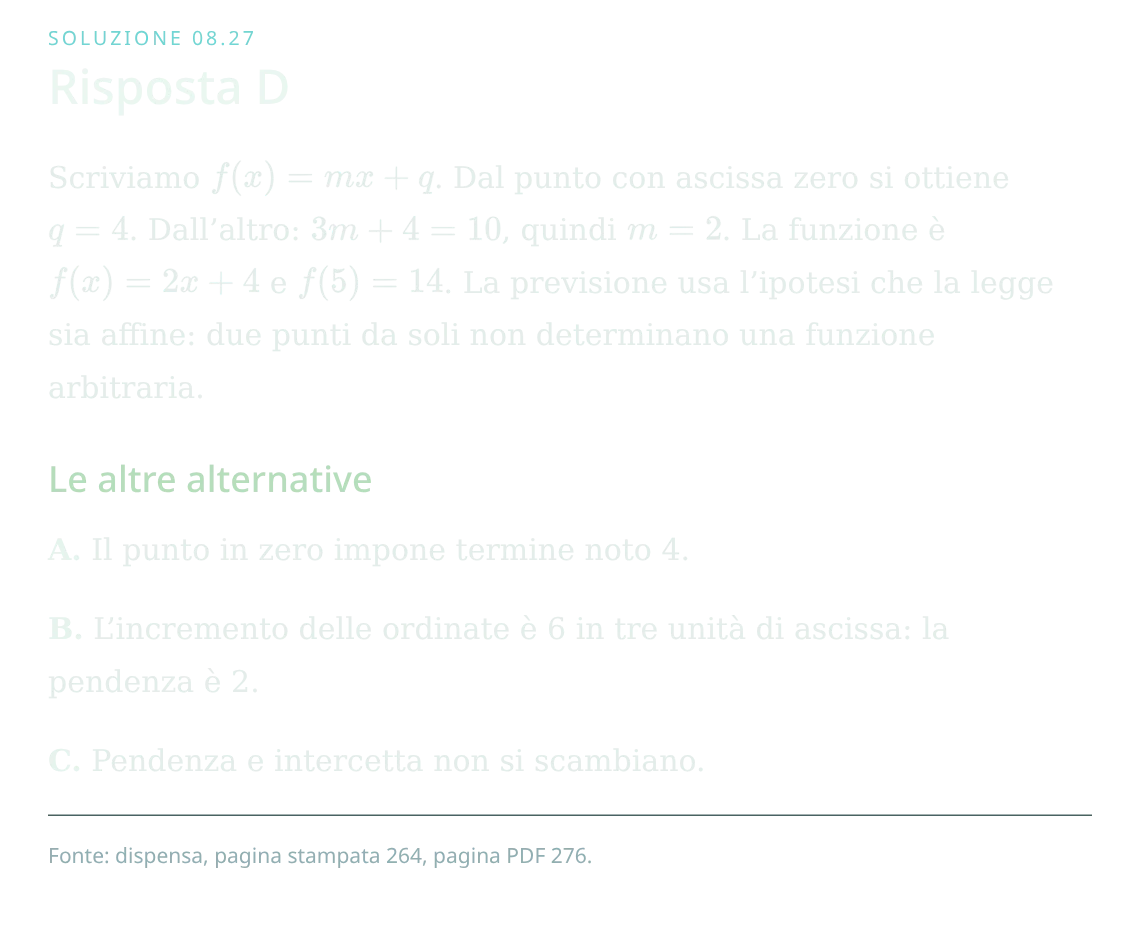 SOLUZIONE 08.27
Risposta D
Scriviamo f(x) = mx + q. Dal punto con ascissa zero si ottiene
q = 4. Dall’altro: 3m + 4 = 10, quindi m = 2. La funzione è
f(x) = 2x + 4 e f(5) = 14. La previsione usa l’ipotesi che la legge
sia affine: due punti da soli non determinano una funzione
arbitraria.
Le altre alternative
A. Il punto in zero impone termine noto 4.
B. L’incremento delle ordinate è 6 in tre unità di ascissa: la
pendenza è 2.
C. Pendenza e intercetta non si scambiano.
Fonte: dispensa, pagina stampata 264, pagina PDF 276.